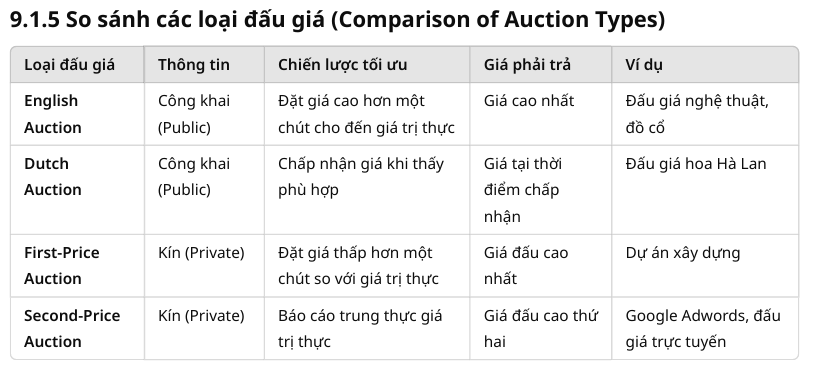 9.1.5 So sánh các loại đấu giá (Comparison of Auction Types)
Loại đấu giá Thông tin Chiến lược tối ưu Giá phải trả Ví dụ
English Công khai Đặt giá cao hơn một Giá cao nhất Đấu giá nghệ thuật,
Auction (Public) chút cho đến giá trị thực đồ cổ
Dutch Công khai Chấp nhận giá khi thấy Giá tại thời Đấu giá hoa Hà Lan
Auction (Public) phù hợp điểm chấp
nhận
First-Price Kín (Private) Đặt giá thấp hơn một Giá đấu cao Dự án xây dựng
Auction chút so với giá trị thực nhất
Second-Price Kín (Private) Báo cáo trung thực giá Giá đấu cao thứ Google Adwords, đấu
Auction trị thực hai giá trực tuyến